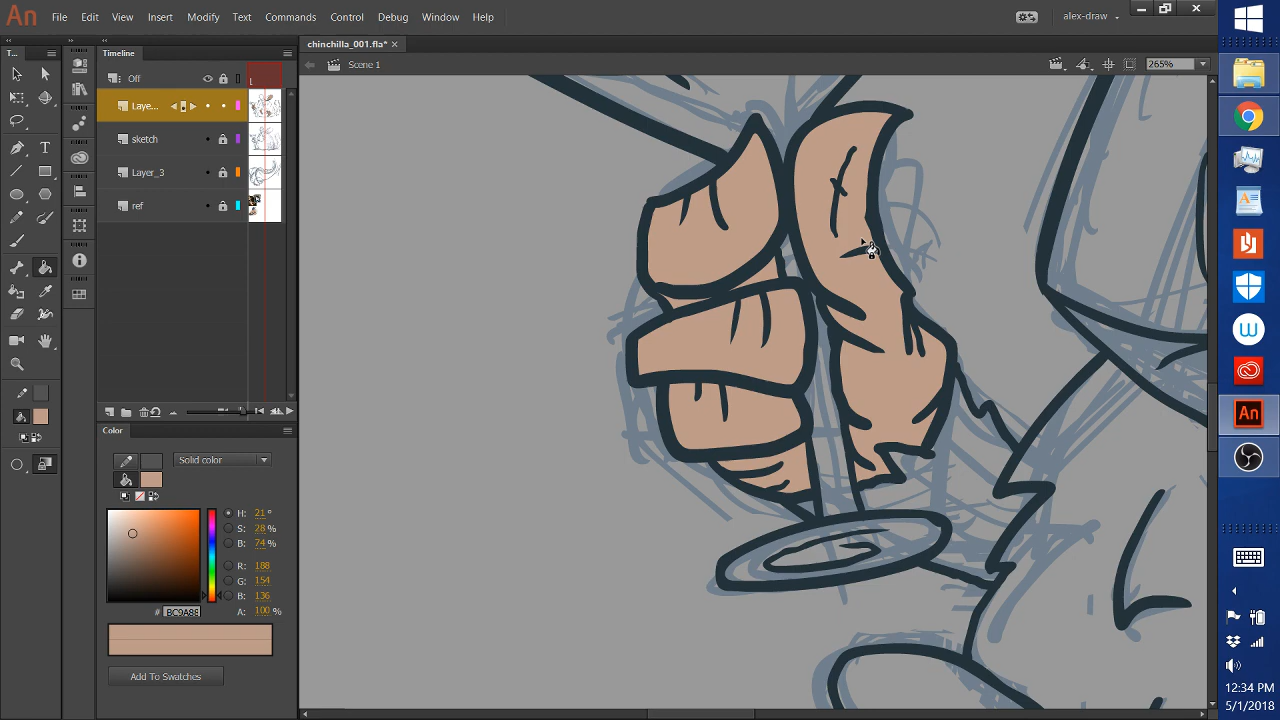 An File Edit View Insert Modify Text Commands Control Debug Window Help alex-draw
T... Timeline chinchilla_001.fla* ×
Off Scene 1 265%
1
Laye...
sketch
Layer_3
ref
Color
Solid color
H: 21 °
S: 28 %
B: 74 %
R: 188
G: 154
B: 136
# BC9A88 A: 100 %
Add To Swatches
An
12:34 PM
5/1/2018